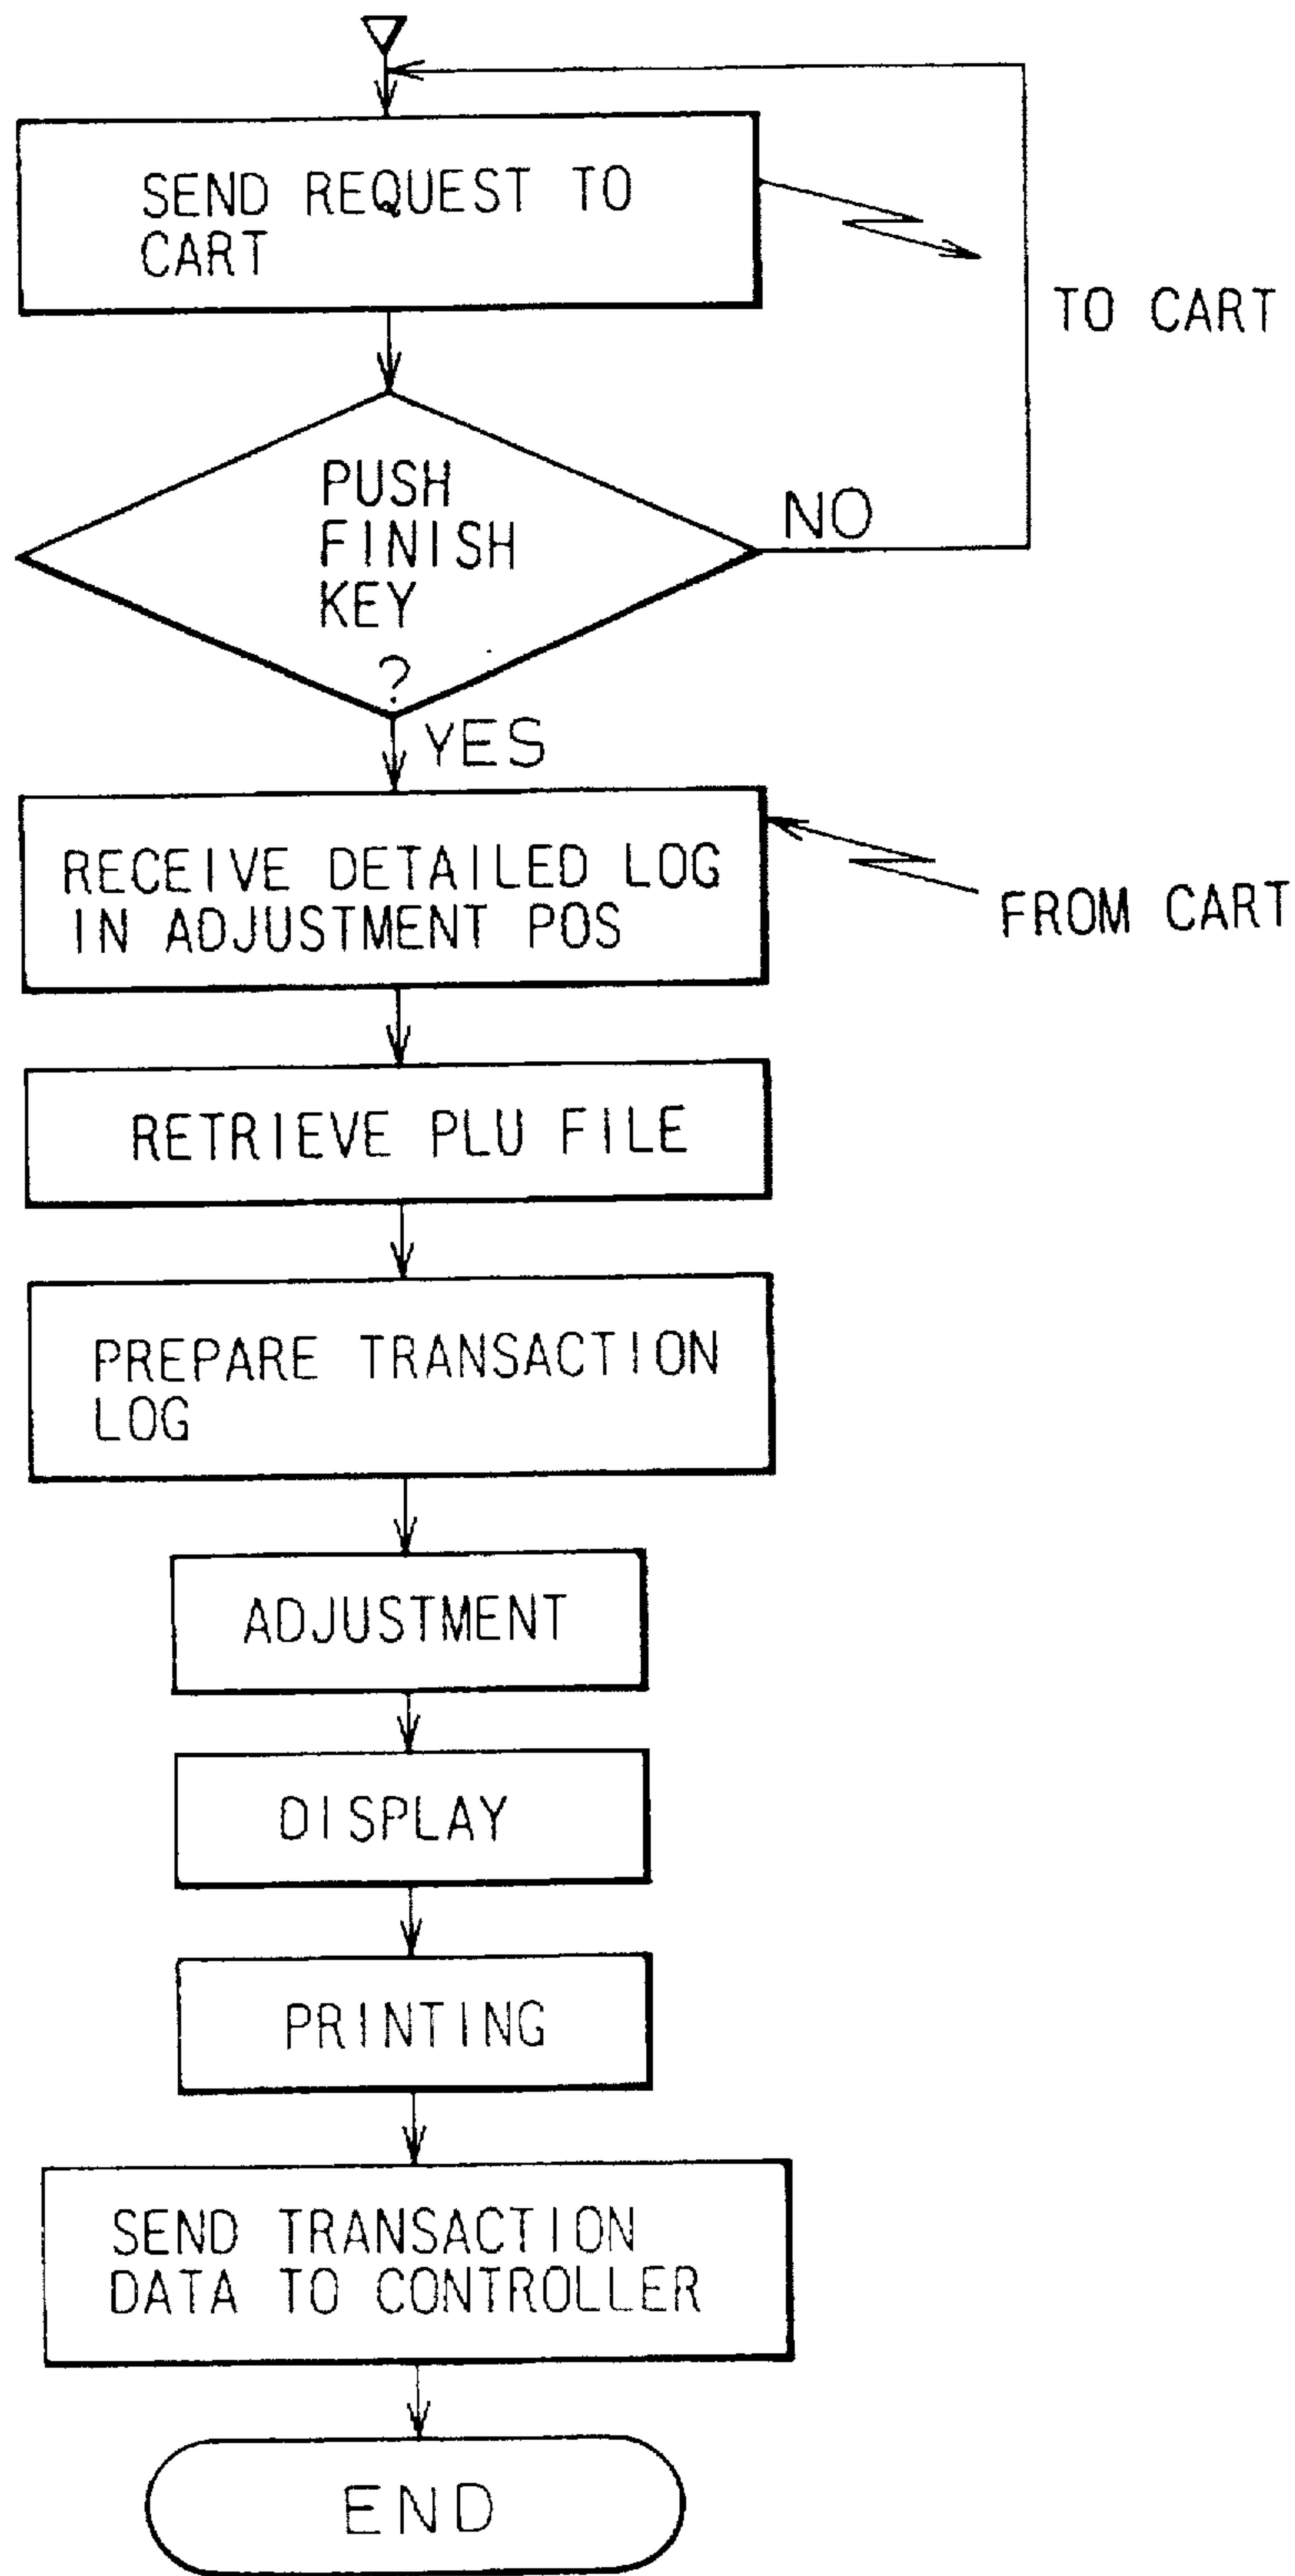 SEND REQUEST TO
CART
TO CART
PUSH
FINISH
KEY
?
NO
YES
RECEIVE DETAILED LOG
IN ADJUSTMENT POS
FROM CART
RETRIEVE PLU FILE
PREPARE TRANSACTION
LOG
ADJUSTMENT
DISPLAY
PRINTING
SEND TRANSACTION
DATA TO CONTROLLER
END